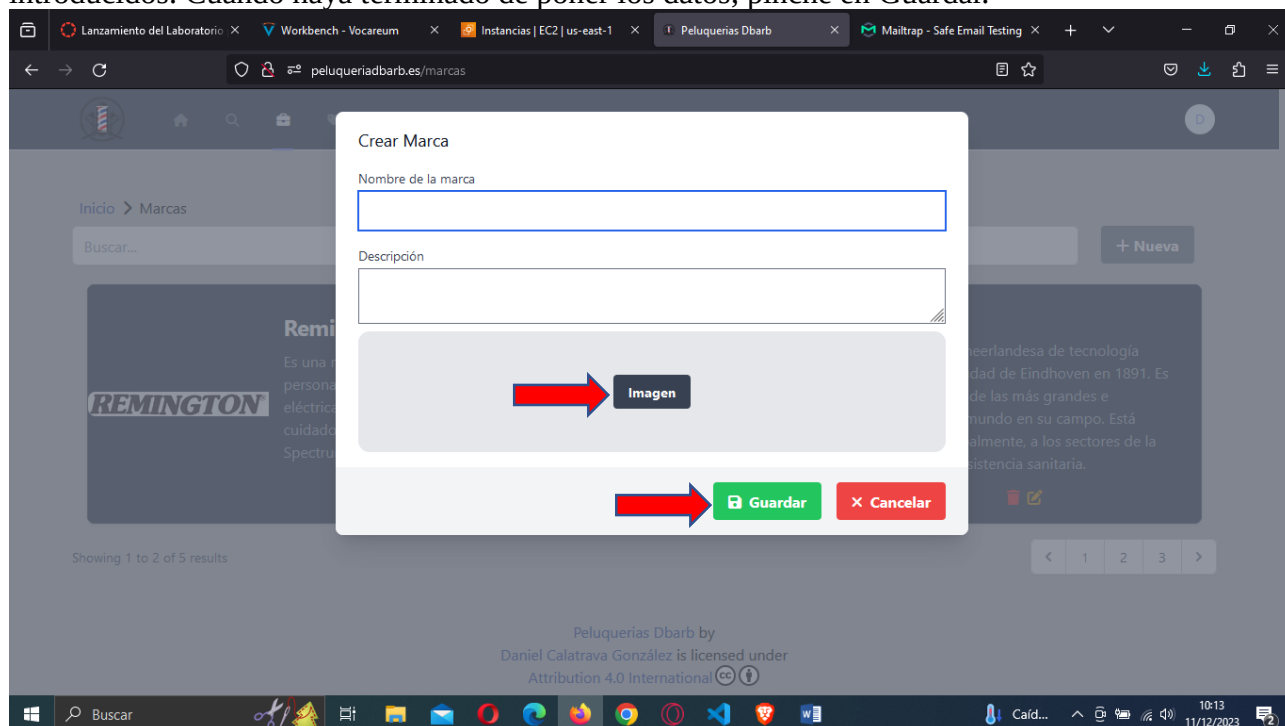 introducidos. Cuando haya terminado de poner los datos, pinche en Guardar.
Lanzamiento del Laboratorio
Workbench - Vocareum
Instancias | EC2 | us-east-1
Peluquerias Dbarb
Mailtrap - Safe Email Testing
peluqueriadbarb.es/marcas
D
Crear Marca
Nombre de la marca
Inicio > Marcas
Buscar...
+ Nueva
Descripción
Remi
Es una
persona
eléctrica
cuidado
Spectru
REMINGTON
Imagen
neerlandesa de tecnología
dad de Eindhoven en 1891. Es
de las más grandes e
mundo en su campo. Está
almente, a los sectores de la
sistencia sanitaria.
Guardar
Cancelar
Showing 1 to 2 of 5 results
< 1 2 3 >
Peluquerias Dbarb by
Daniel Calatrava González is licensed under
Attribution 4.0 International
Buscar
Caíd...
10:13
11/12/2023